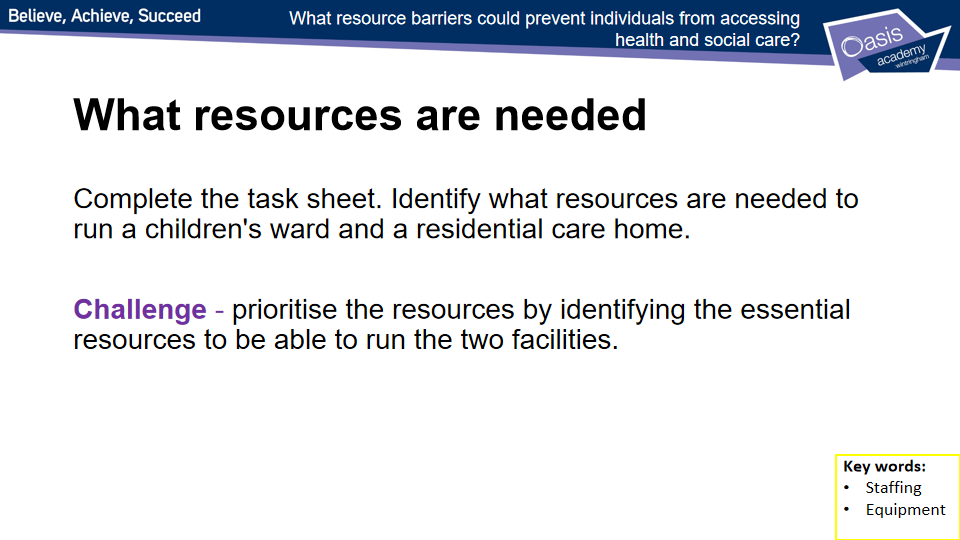 Believe, Achieve, Succeed
What resource barriers could prevent individuals from accessing
health and social care?
Oasis
academy
wintringham
What resources are needed
Complete the task sheet. Identify what resources are needed to
run a children's ward and a residential care home.
Challenge - prioritise the resources by identifying the essential
resources to be able to run the two facilities.
Key words:
• Staffing
• Equipment